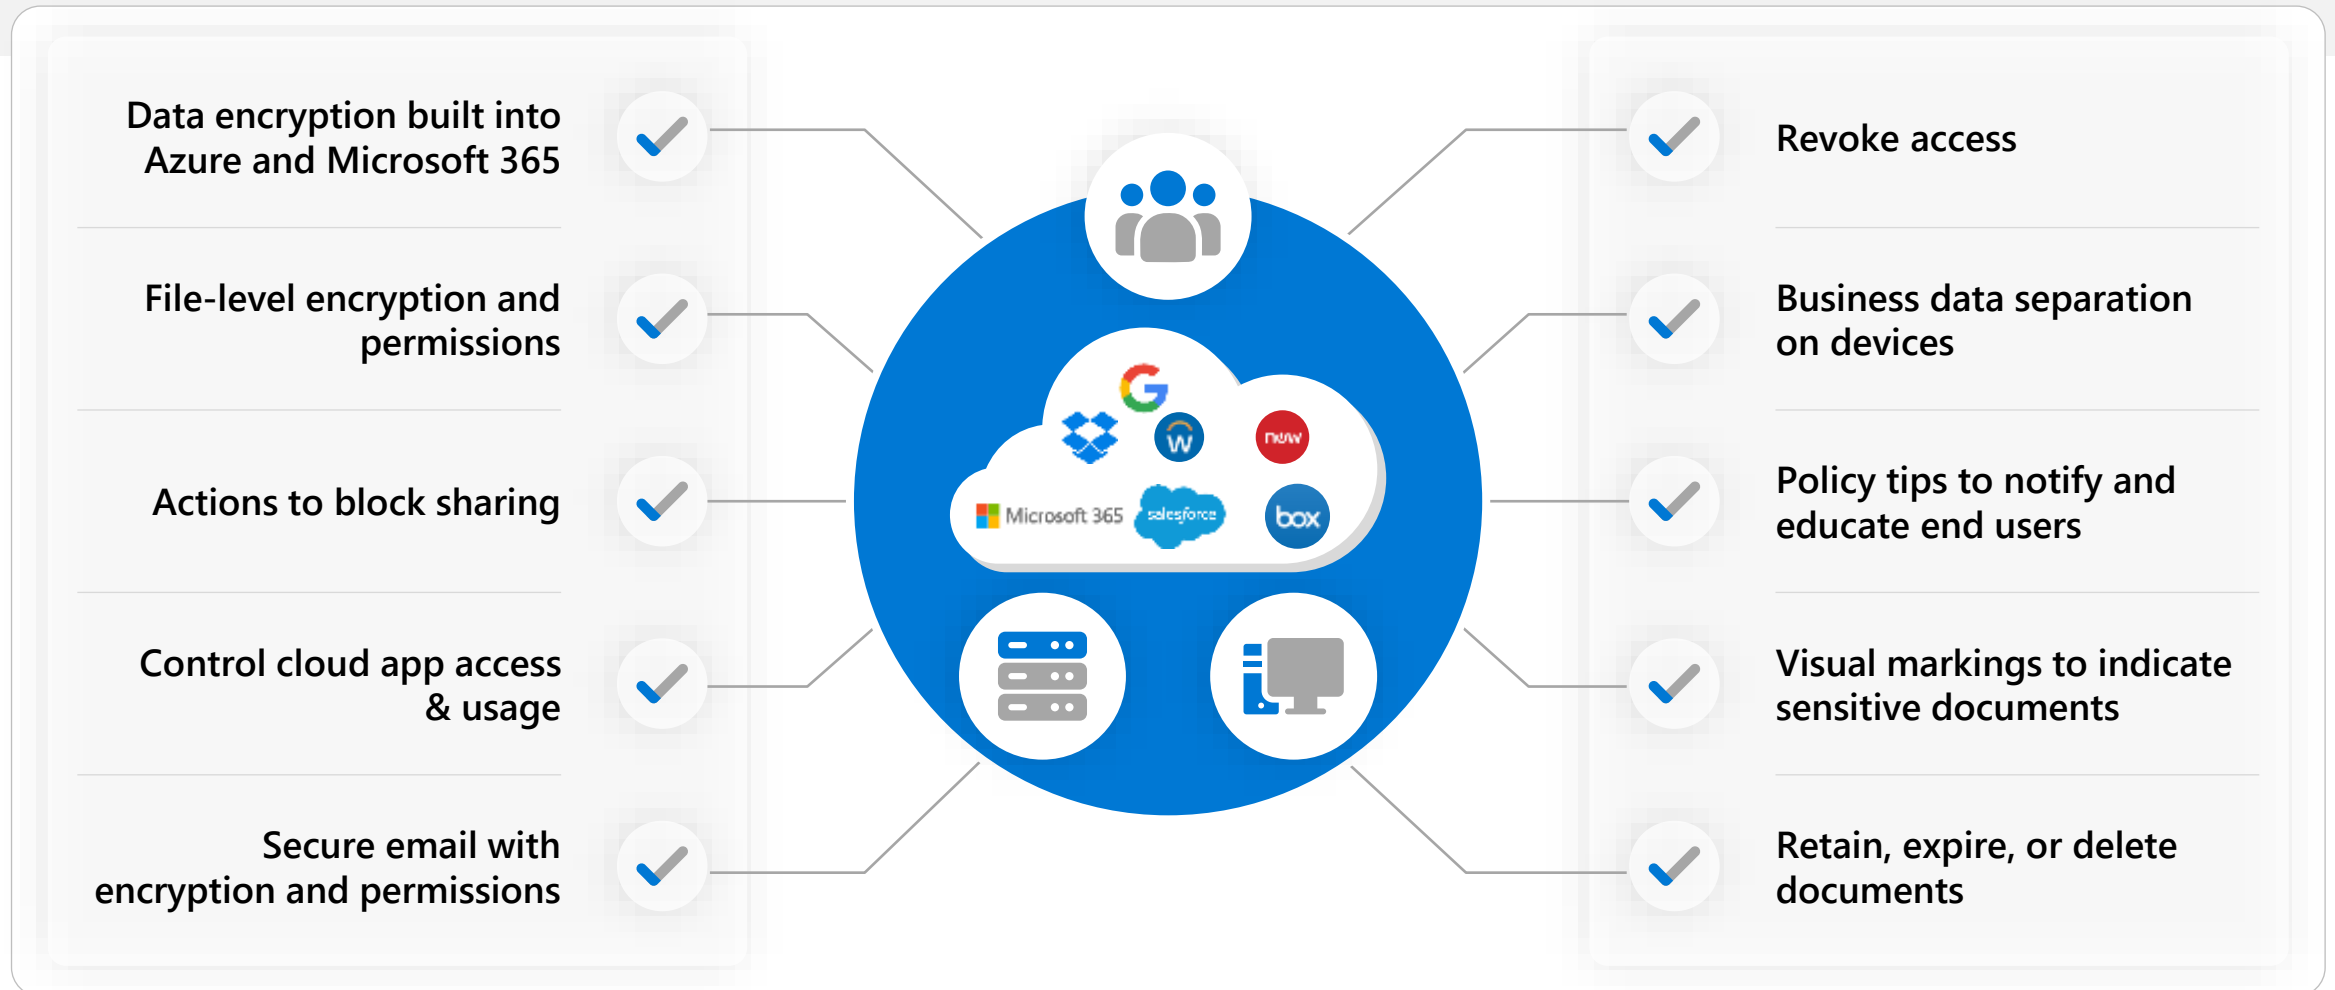 Data encryption built into
Azure and Microsoft 365
File-level encryption and
permissions
Actions to block sharing
Control cloud app access
& usage
Secure email with
encryption and permissions
G
W
now
Microsoft 365
salesforce
box
Revoke access
Business data separation
on devices
Policy tips to notify and
educate end users
Visual markings to indicate
sensitive documents
Retain, expire, or delete
documents